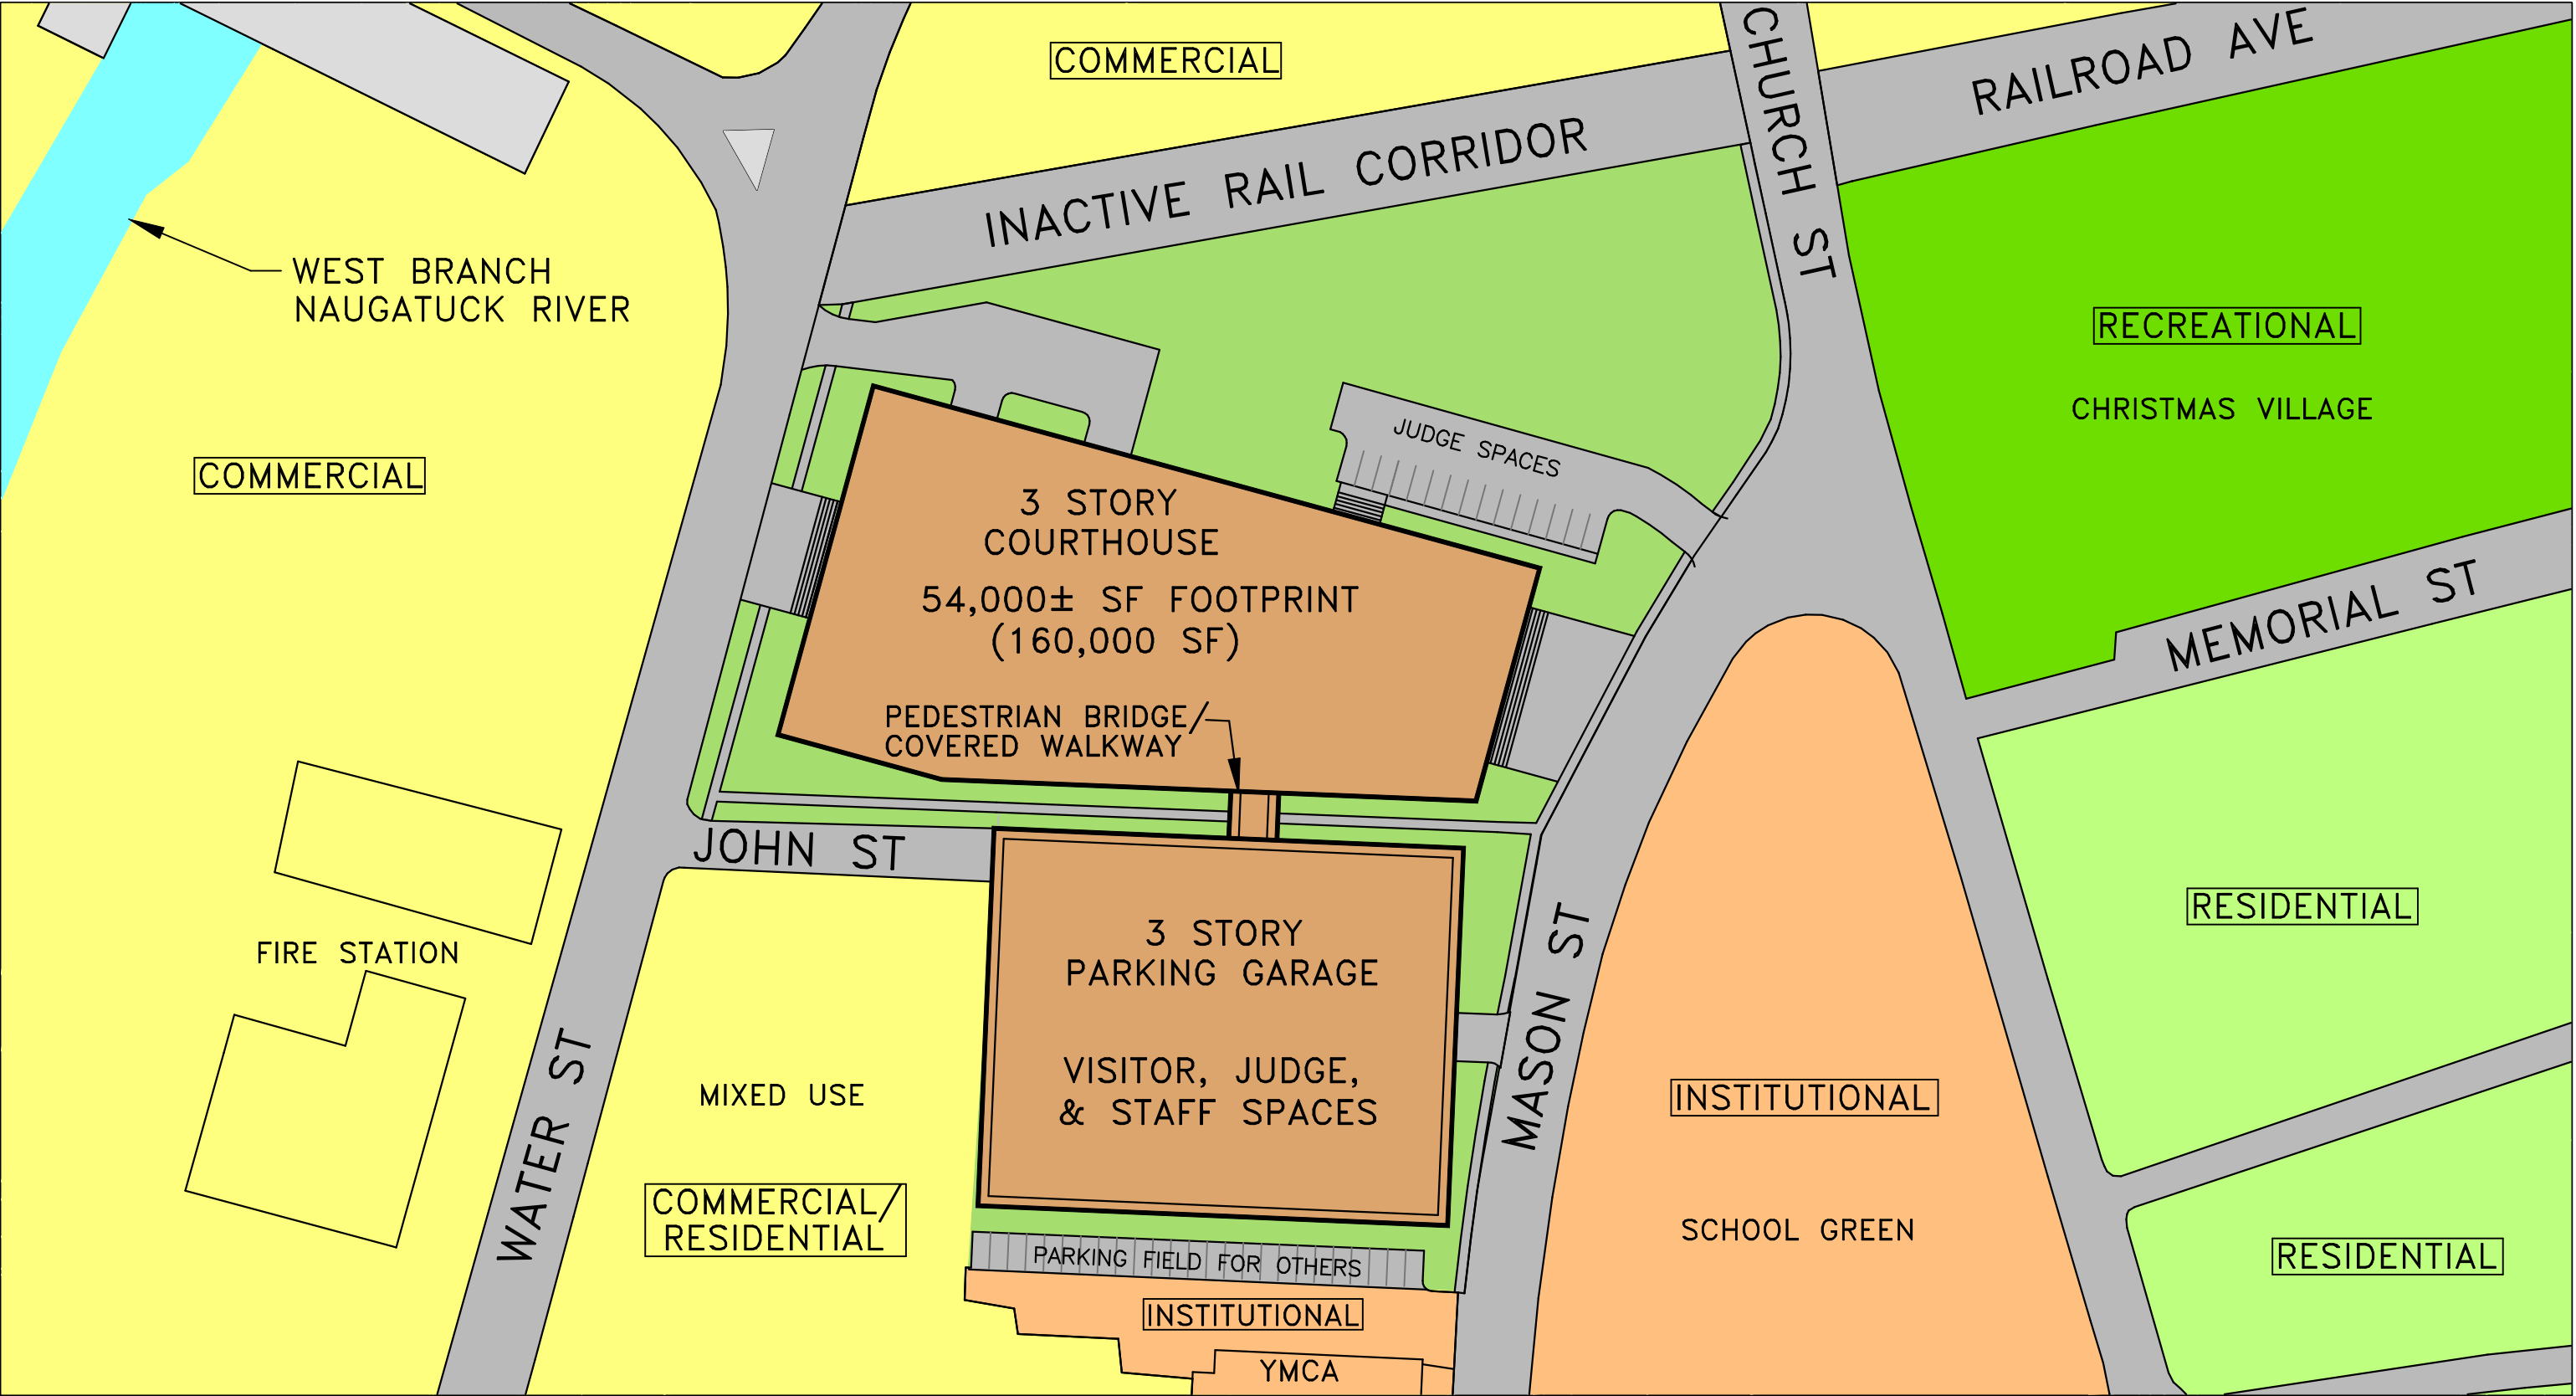 COMMERCIAL
CHURCH ST
RAILROAD AVE
INACTIVE RAIL CORRIDOR
WEST BRANCH
NAUGATUCK RIVER
RECREATIONAL
CHRISTMAS VILLAGE
COMMERCIAL
JUDGE SPACES
3 STORY
COURTHOUSE
54,000± SF FOOTPRINT
(160,000 SF)
MEMORIAL ST
PEDESTRIAN BRIDGE/
COVERED WALKWAY
JOHN ST
RESIDENTIAL
3 STORY
PARKING GARAGE
VISITOR, JUDGE,
& STAFF SPACES
FIRE STATION
MASON ST
WATER ST
MIXED USE
COMMERCIAL/
RESIDENTIAL
INSTITUTIONAL
SCHOOL GREEN
RESIDENTIAL
PARKING FIELD FOR OTHERS
INSTITUTIONAL
YMCA